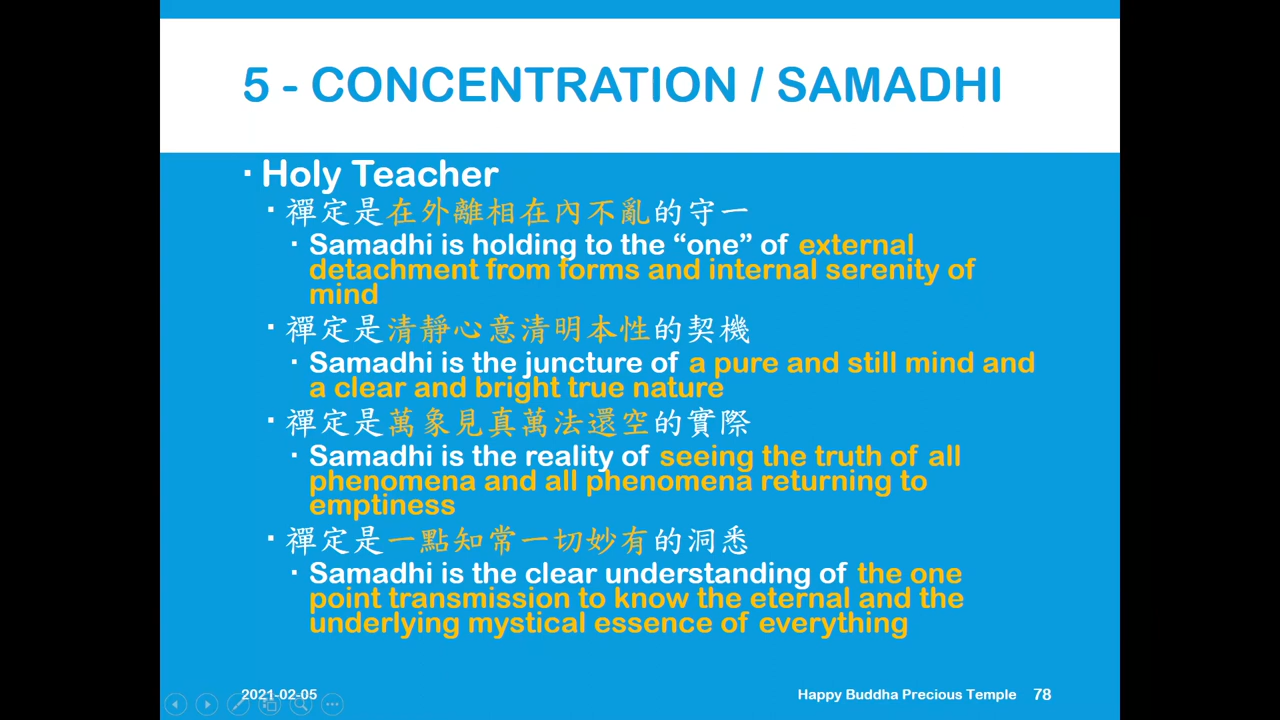 5 - CONCENTRATION / SAMADHI
Holy Teacher
禪定是在外離相在內不亂的守一
Samadhi is holding to the “one” of external
detachment from forms and internal serenity of
mind
禪定是清靜心意清明本性的契機
Samadhi is the juncture of a pure and still mind and
a clear and bright true nature
禪定是萬象見真萬法還空的實際
Samadhi is the reality of seeing the truth of all
phenomena and all phenomena returning to
emptiness
禪定是一點知常一切妙有的洞悉
Samadhi is the clear understanding of the one
point transmission to know the eternal and the
underlying mystical essence of everything
2021-02-05
Happy Buddha Precious Temple 78